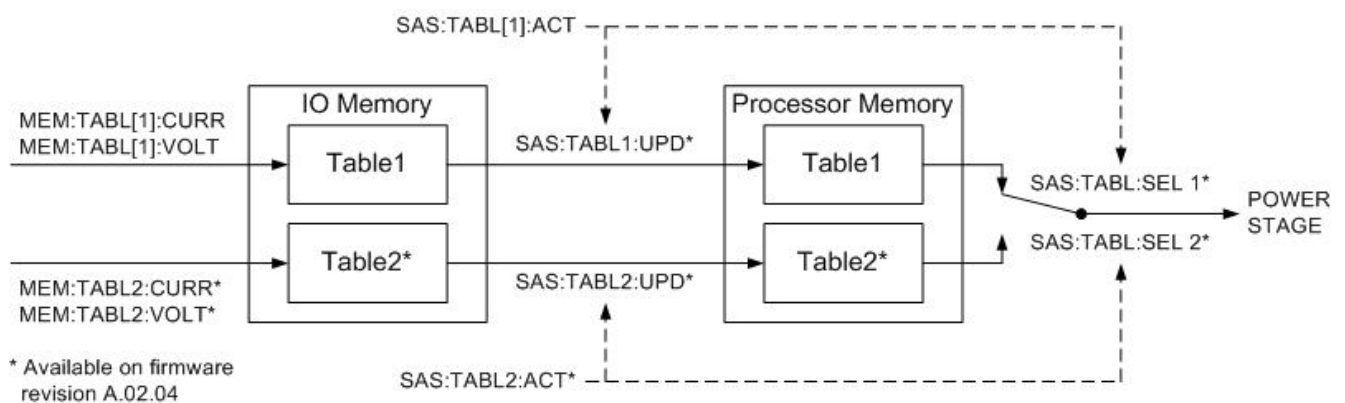 SAS:TABL[1]:ACT
IO Memory
Processor Memory
MEM:TABL[1]:CURR
MEM:TABL[1]:VOLT
Table1
SAS:TABL1:UPD*
Table1
SAS:TABL:SEL 1*
POWER
STAGE
SAS:TABL:SEL 2*
Table2*
SAS:TABL2:UPD*
Table2*
MEM:TABL2:CURR*
MEM:TABL2:VOLT*
* Available on firmware
revision A.02.04
SAS:TABL2:ACT*